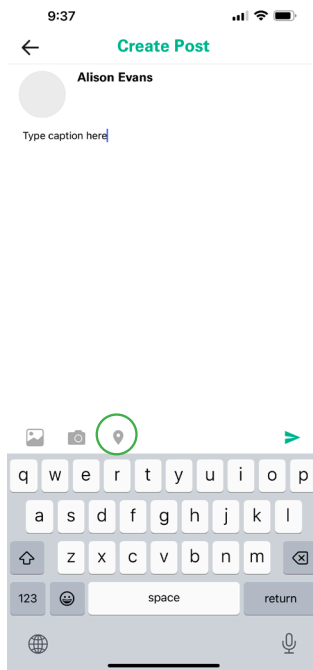 9:37
Create Post
Alison Evans
Type caption here
q w e r t y u i o p
a s d f g h j k l
z x c v b n m
123 space return